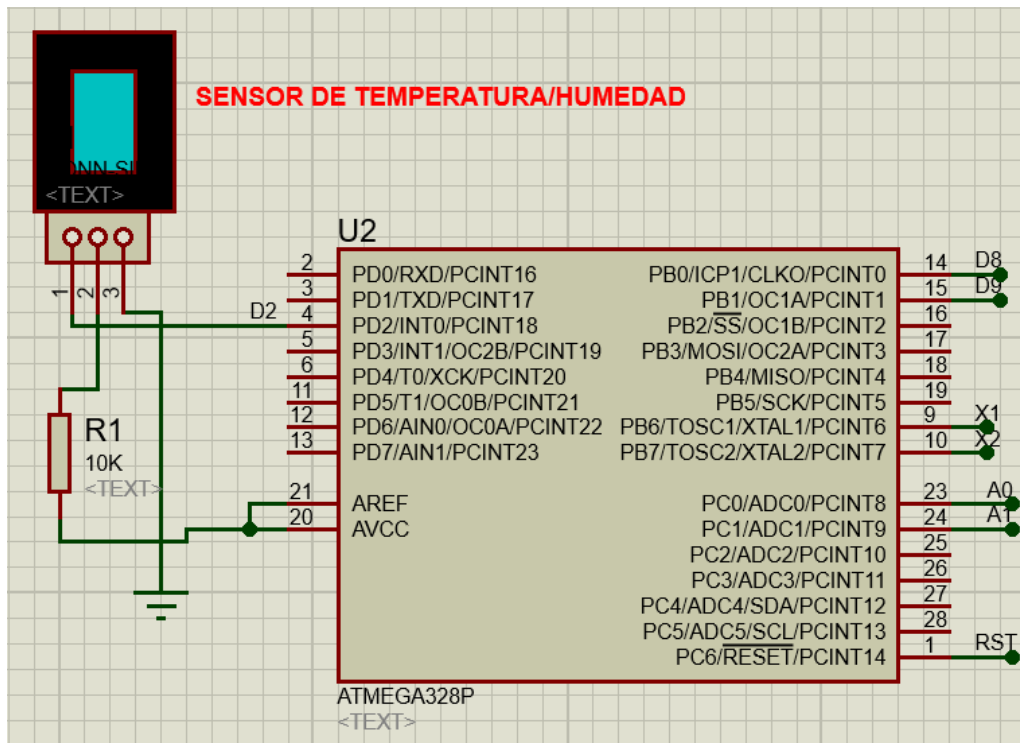 SENSOR DE TEMPERATURA/HUMEDAD
<TEXT>
1
2
3
D2
R1
10K
<TEXT>
U2
2 PD0/RXD/PCINT16
3 PD1/TXD/PCINT17
4 PD2/INT0/PCINT18
5 PD3/INT1/OC2B/PCINT19
6 PD4/T0/XCK/PCINT20
11 PD5/T1/OC0B/PCINT21
12 PD6/AIN0/OC0A/PCINT22
13 PD7/AIN1/PCINT23
21 AREF
20 AVCC
PB0/ICP1/CLKO/PCINT0 14 D8
PB1/OC1A/PCINT1 15 D9
PB2/SS/OC1B/PCINT2 16
PB3/MOSI/OC2A/PCINT3 17
PB4/MISO/PCINT4 18
PB5/SCK/PCINT5 19
PB6/TOSC1/XTAL1/PCINT6 9 X1
PB7/TOSC2/XTAL2/PCINT7 10 X2
PC0/ADC0/PCINT8 23 A0
PC1/ADC1/PCINT9 24 A1
PC2/ADC2/PCINT10 25
PC3/ADC3/PCINT11 26
PC4/ADC4/SDA/PCINT12 27
PC5/ADC5/SCL/PCINT13 28
PC6/RESET/PCINT14 1 RST
ATMEGA328P
<TEXT>